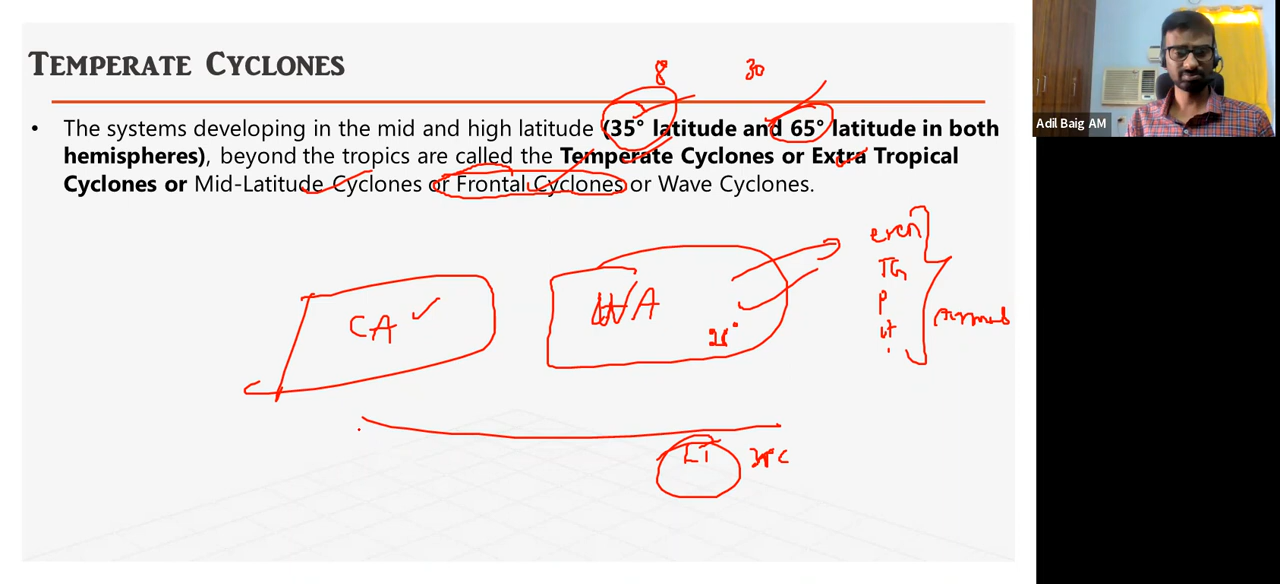 TEMPERATE CYCLONES
8 30
• The systems developing in the mid and high latitude (35° latitude and 65° latitude in both
hemispheres), beyond the tropics are called the Temperate Cyclones or Extra Tropical
Cyclones or Mid-Latitude Cyclones or Frontal Cyclones or Wave Cyclones.
Adil Baig AM
even
P
CA WA
LT